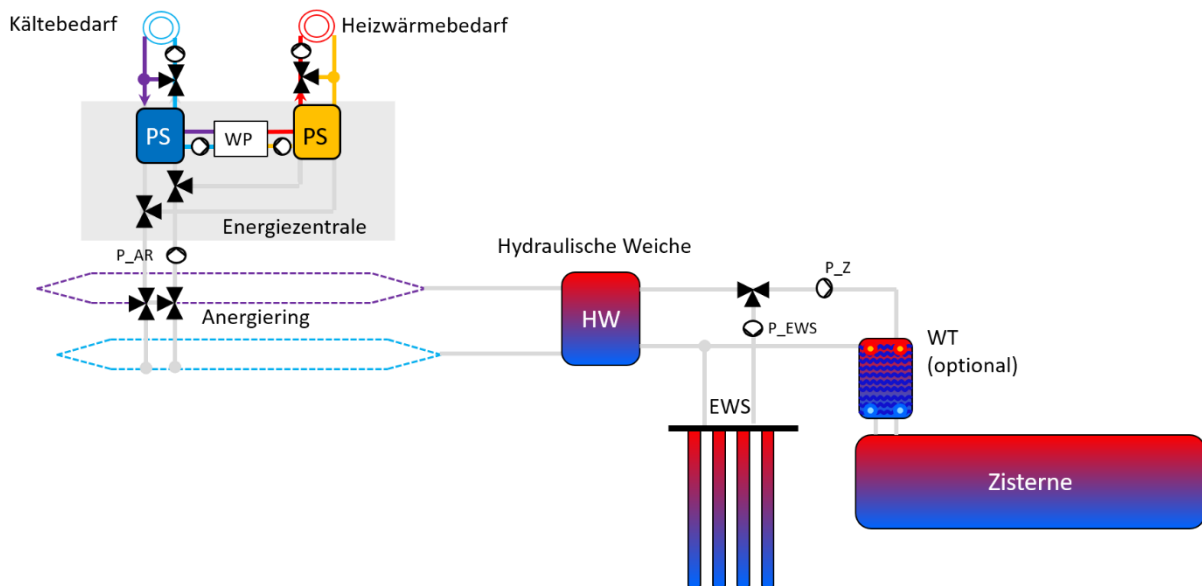 Kältebedarf
Heizwärmebedarf
PS
WP
PS
Energiezentrale
P_AR
Hydraulische Weiche
P_Z
HW
Anergiering
P_EWS
WT
(optional)
EWS
Zisterne